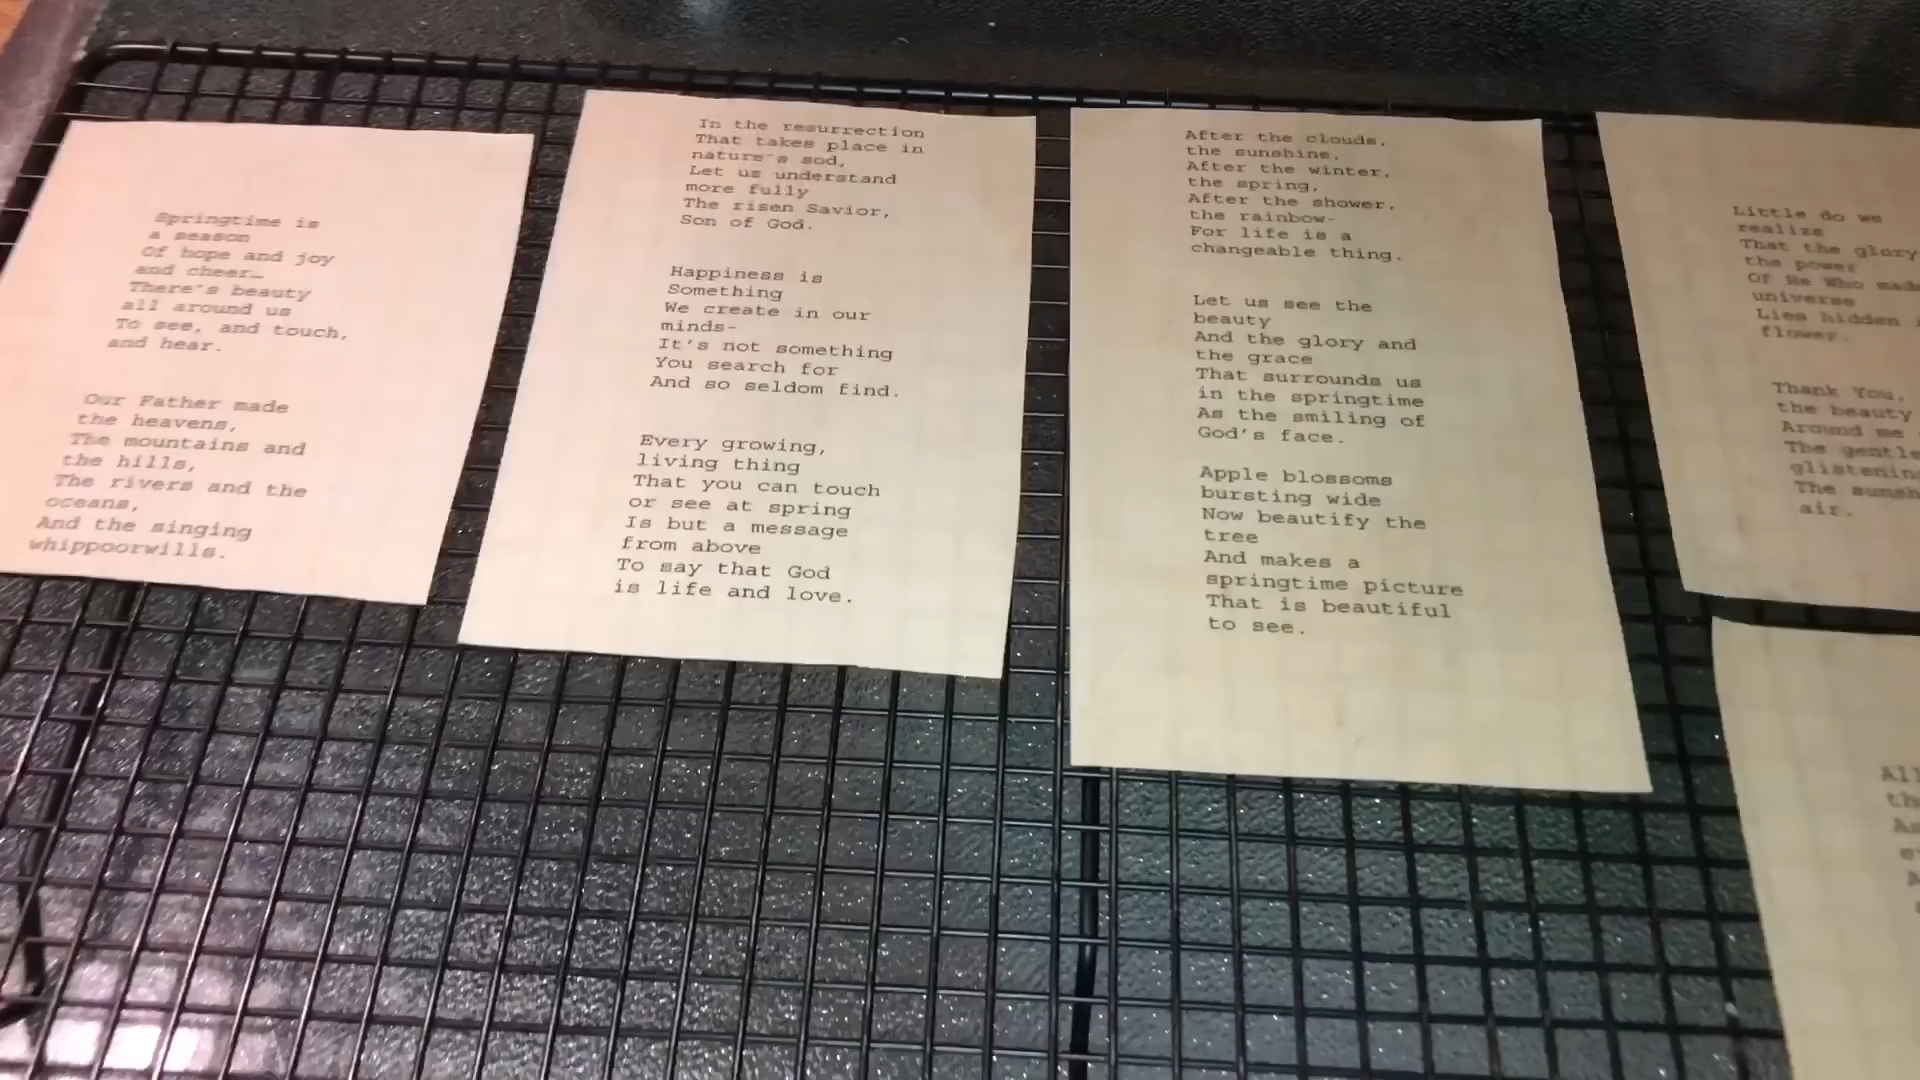 Springtime is
a season
Of hope and joy
and cheer…
There's beauty
all around us
To see, and touch,
and hear.
Our Father made
the heavens,
The mountains and
the hills,
The rivers and the
oceans,
And the singing
whippoorwills.
In the resurrection
That takes place in
nature's sod,
Let us understand
more fully
The risen Savior,
Son of God.
Happiness is
Something
We create in our
minds-
It's not something
You search for
And so seldom find.
Every growing,
living thing
That you can touch
or see at spring
Is but a message
from above
To say that God
is life and love.
After the clouds,
the sunshine,
After the winter,
the spring,
After the shower,
the rainbow-
For life is a
changeable thing.
Let us see the
beauty
And the glory and
the grace
That surrounds us
in the springtime
As the smiling of
God's face.
Apple blossoms
bursting wide
Now beautify the
tree
And makes a
springtime picture
That is beautiful
to see.
Little do we
realize
That the glory
the power
Of He Who made
universe
Lies hidden
flower.
Thank You,
the beauty
Around me
The gentle
The
air.
All